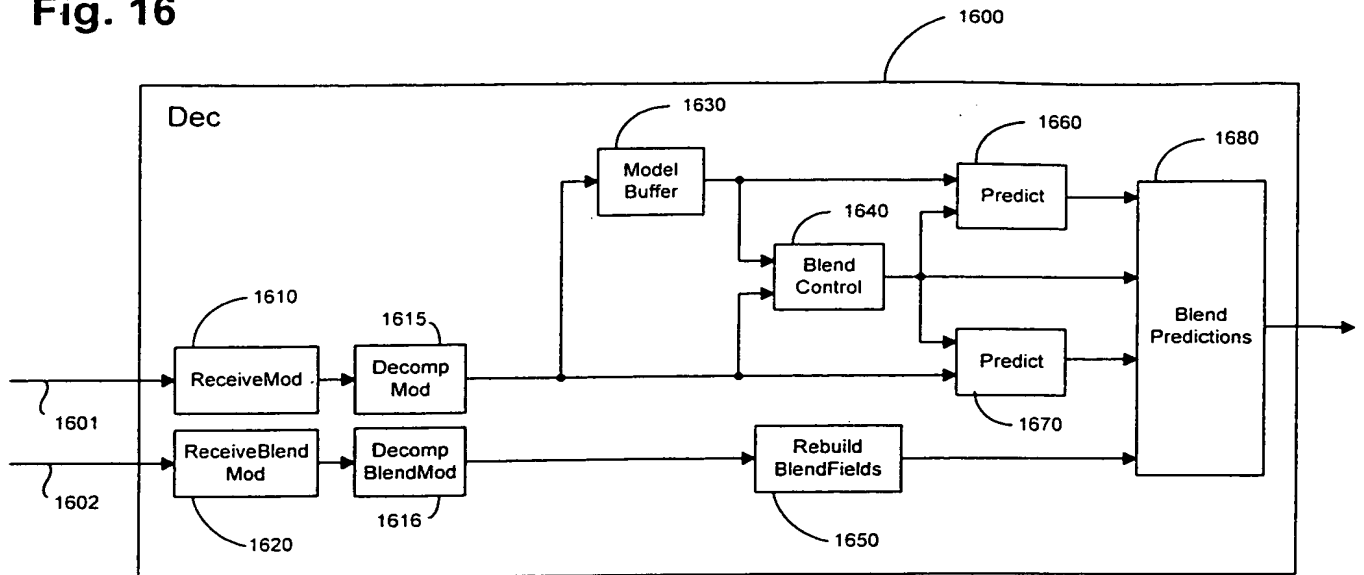 Fig. 16
1600
Dec
1630
Model
Buffer
1660
Predict
1680
1640
Blend
Control
Blend
Predictions
1610
ReceiveMod
1615
Decomp
Mod
Predict
1670
1601
ReceiveBlend
Mod
Decomp
BlendMod
Rebuild
BlendFields
1602
1620
1616
1650